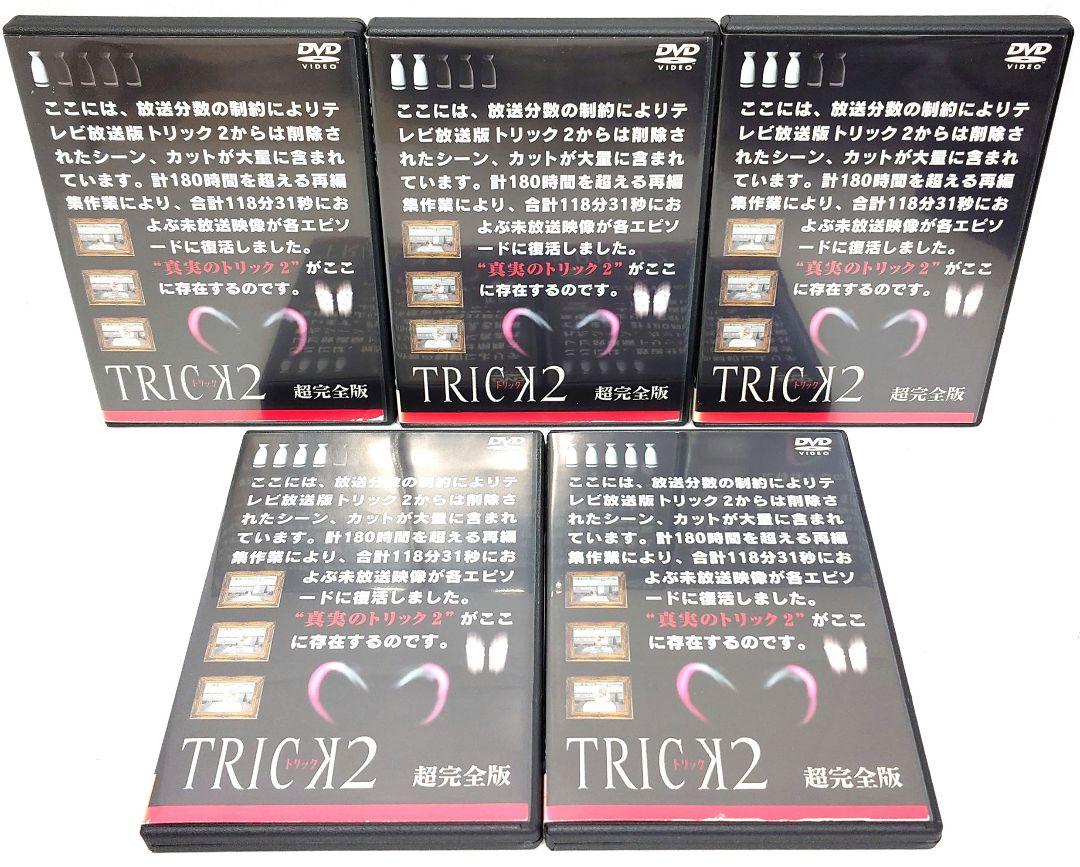 DVD
VIDEO
ここには、放送分数の制約によりテ
レビ放送版トリック2からは削除さ
れたシーン、カットが大量に含まれ
ています。計180時間を超える再編
集作業により、合計118分31秒にお
よぶ未放送映像が各エピソ
ードに復活しました。
“真実のトリック2”がここ
に存在するのです。
TRICK2
トリック
超完全版
DVD
VIDEO
ここには、放送分数の制約によりテ
レビ放送版トリック2からは削除さ
れたシーン、カットが大量に含まれ
ています。計180時間を超える再編
集作業により、合計118分31秒にお
よぶ未放送映像が各エピソ
ードに復活しました。
“真実のトリック2”がここ
に存在するのです。
TRICK2
トリック
超完全版
DVD
VIDEO
ここには、放送分数の制約によりテ
レビ放送版トリック2からは削除さ
れたシーン、カットが大量に含まれ
ています。計180時間を超える再編
集作業により、合計118分31秒にお
よぶ未放送映像が各エピソ
ードに復活しました。
“真実のトリック2”がここ
に存在するのです。
TRICK2
トリック
超完全版
DVD
VIDEO
ここには、放送分数の制約によりテ
レビ放送版トリック2からは削除さ
れたシーン、カットが大量に含まれ
ています。計180時間を超える再編
集作業により、合計118分31秒にお
よぶ未放送映像が各エピソ
ードに復活しました。
“真実のトリック2”がここ
に存在するのです。
TRICK2
トリック
超完全版
DVD
VIDEO
ここには、放送分数の制約によりテ
レビ放送版トリック2からは削除さ
れたシーン、カットが大量に含まれ
ています。計180時間を超える再編
集作業により、合計118分31秒にお
よぶ未放送映像が各エピソ
ードに復活しました。
“真実のトリック2”がここ
に存在するのです。
TRICK2
トリック
超完全版